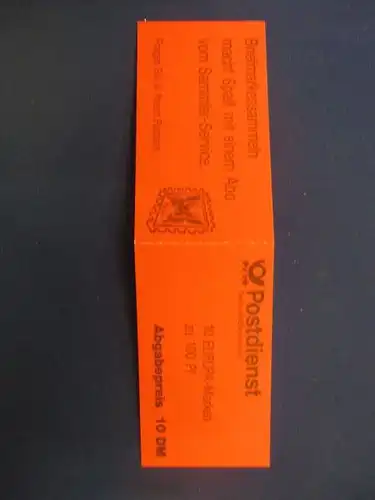 Briefmarkensammeln
macht Spaß mit einem Abo
vom Sammler-Service.
Postdienst
10 EUROPA-Marken
zu 100 Pf
Abgabepreis 10 DM